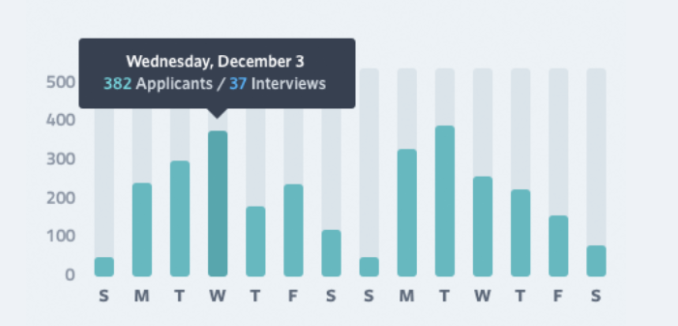 Wednesday, December 3
382 Applicants / 37 Interviews
500
400
300
200
100
0
S M T W T F S S M T W T F S